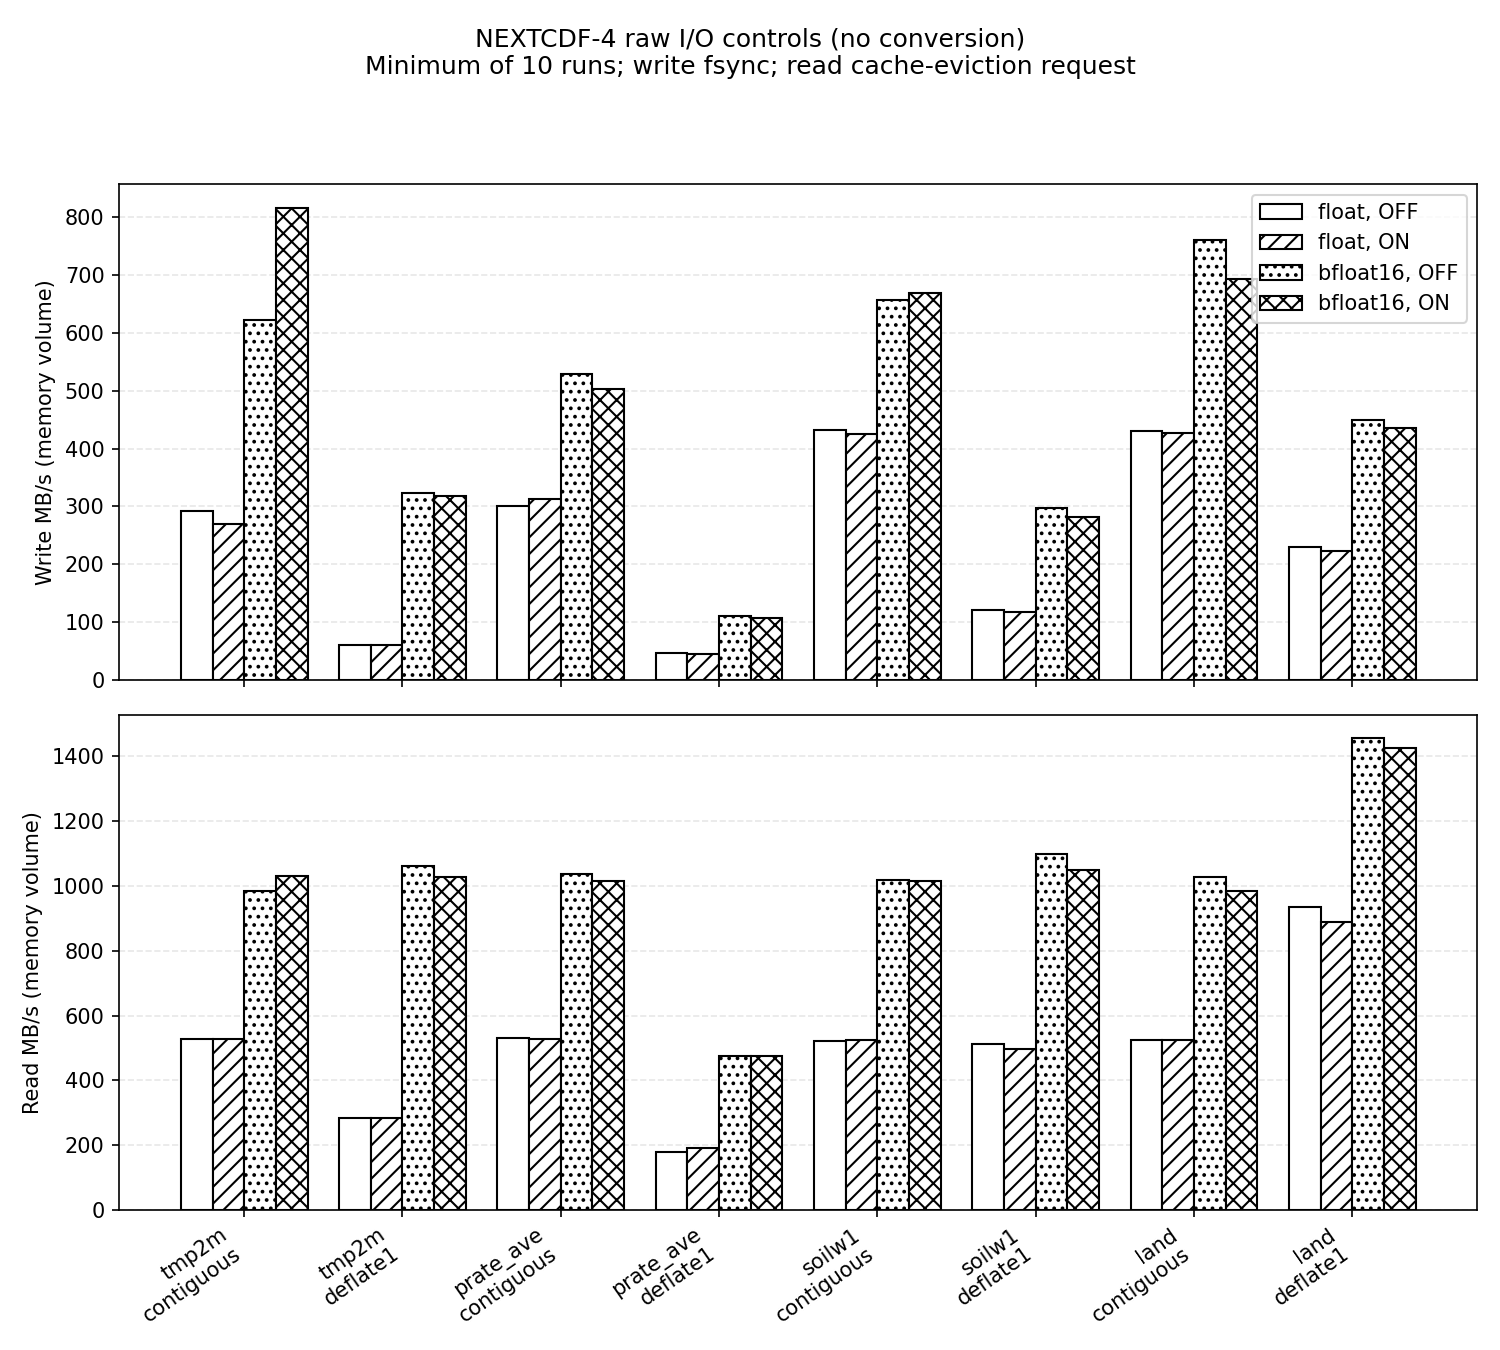 NEXTCDF-4 raw I/O controls (no conversion)
Minimum of 10 runs; write fsync; read cache-eviction request
Write MB/s (memory volume)
800
700
600
500
400
300
200
100
0
float, OFF
float, ON
bfloat16, OFF
bfloat16, ON
Read MB/s (memory volume)
1400
1200
1000
800
600
400
200
0
tmp2m
contiguous
tmp2m
deflate1
prate_ave
contiguous
prate_ave
deflate1
soilw1
contiguous
soilw1
deflate1
land
contiguous
land
deflate1